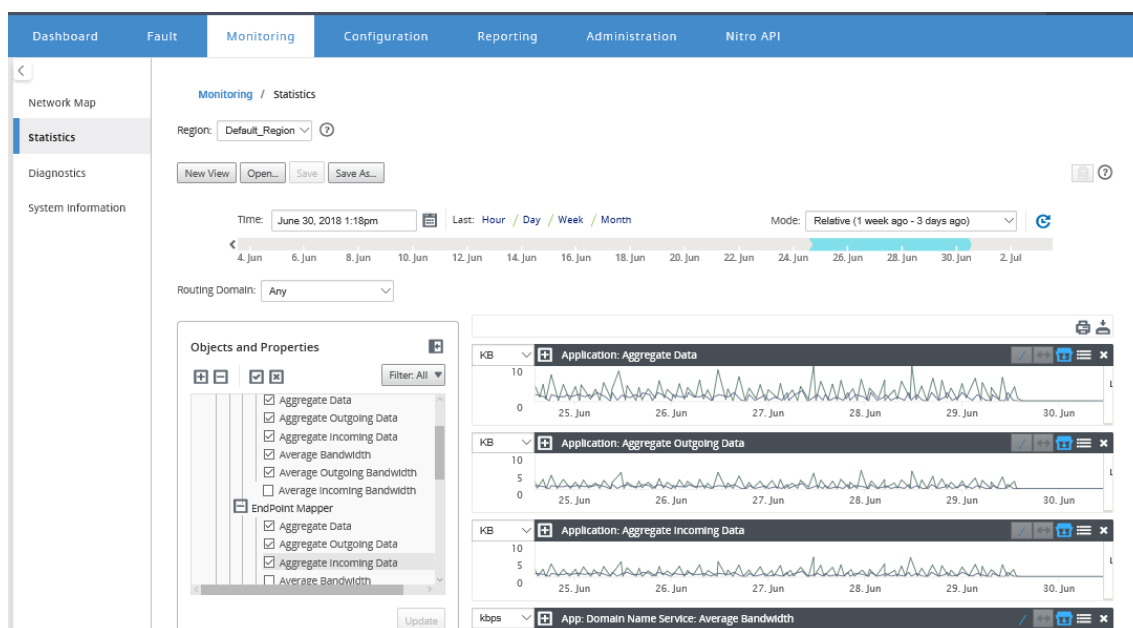 Dashboard Fault Monitoring Configuration Reporting Administration Nitro API
Network Map
Statistics
Diagnostics
System Information
Monitoring / Statistics
Region: Default_Region
New View Open... Save Save As...
Time: June 30, 2018 1:18pm Last: Hour / Day / Week / Month Mode: Relative (1 week ago - 3 days ago)
4. Jun 6. Jun 8. Jun 10. Jun 12. Jun 14. Jun 16. Jun 18. Jun 20. Jun 22. Jun 24. Jun 26. Jun 28. Jun 30. Jun 2. Jul
Routing Domain: Any
Objects and Properties
Filter: All
Aggregate Data
Aggregate Outgoing Data
Aggregate Incoming Data
Average Bandwidth
Average Outgoing Bandwidth
Average Incoming Bandwidth
EndPoint Mapper
Aggregate Data
Aggregate Outgoing Data
Aggregate Incoming Data
Average Bandwidth
Update
KB Application: Aggregate Data
10
0
25. Jun 26. Jun 27. Jun 28. Jun 29. Jun 30. Jun
KB Application: Aggregate Outgoing Data
10
5
0
25. Jun 26. Jun 27. Jun 28. Jun 29. Jun 30. Jun
KB Application: Aggregate Incoming Data
10
5
0
25. Jun 26. Jun 27. Jun 28. Jun 29. Jun 30. Jun
kbps App: Domain Name Service: Average Bandwidth